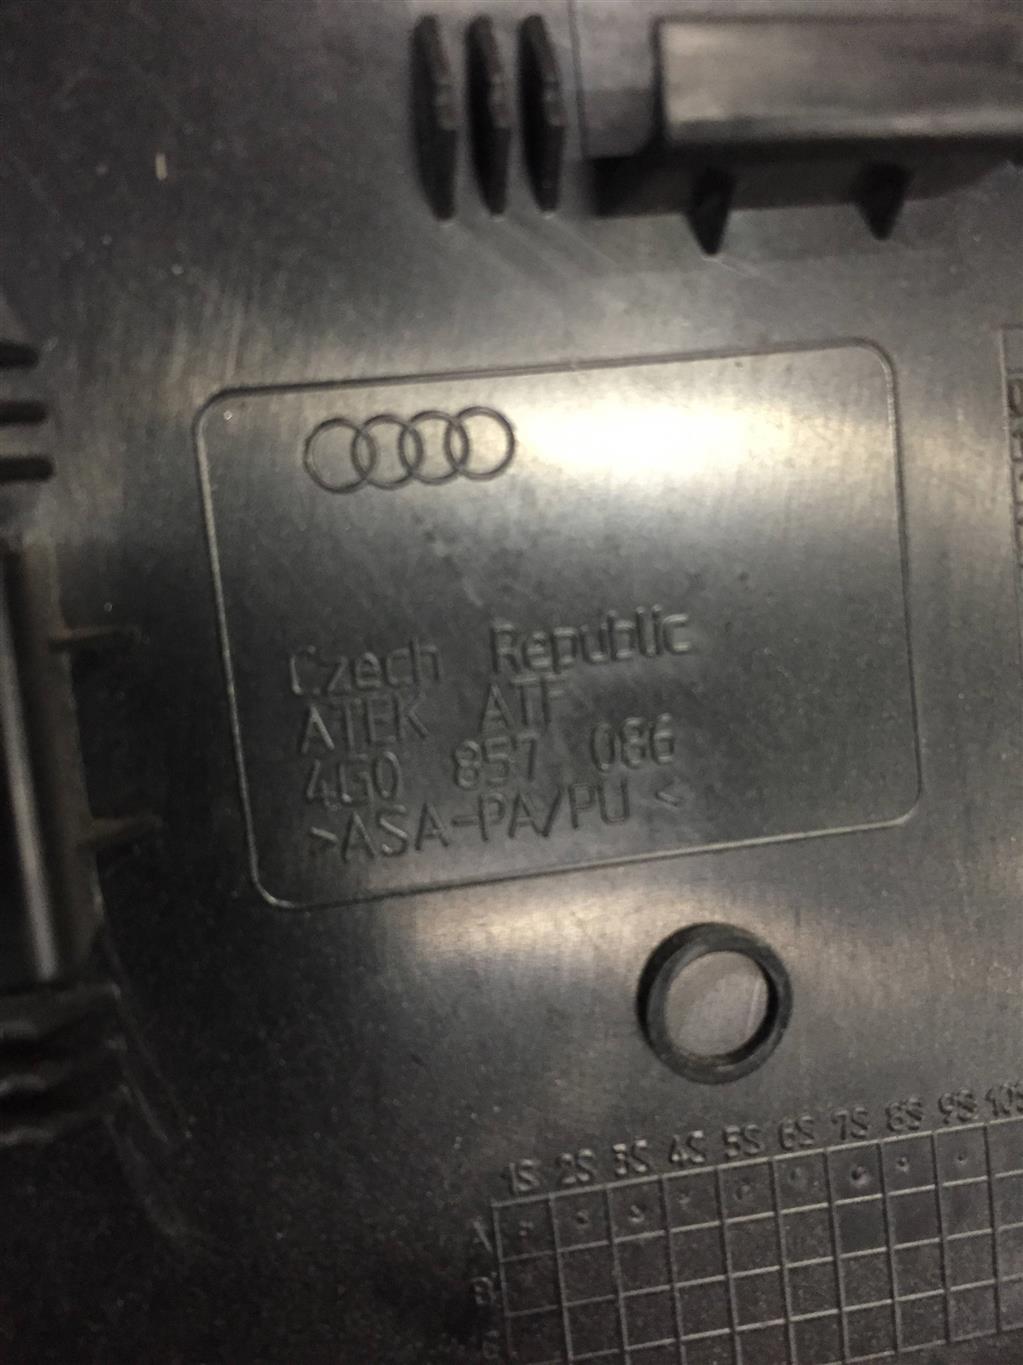 Czech Republic
ATEK ATF
4G0 857 086
>ASA-PA/PU<
1S 2S 3S 4S 5S 6S 7S 8S 9S 10S
A
B
C